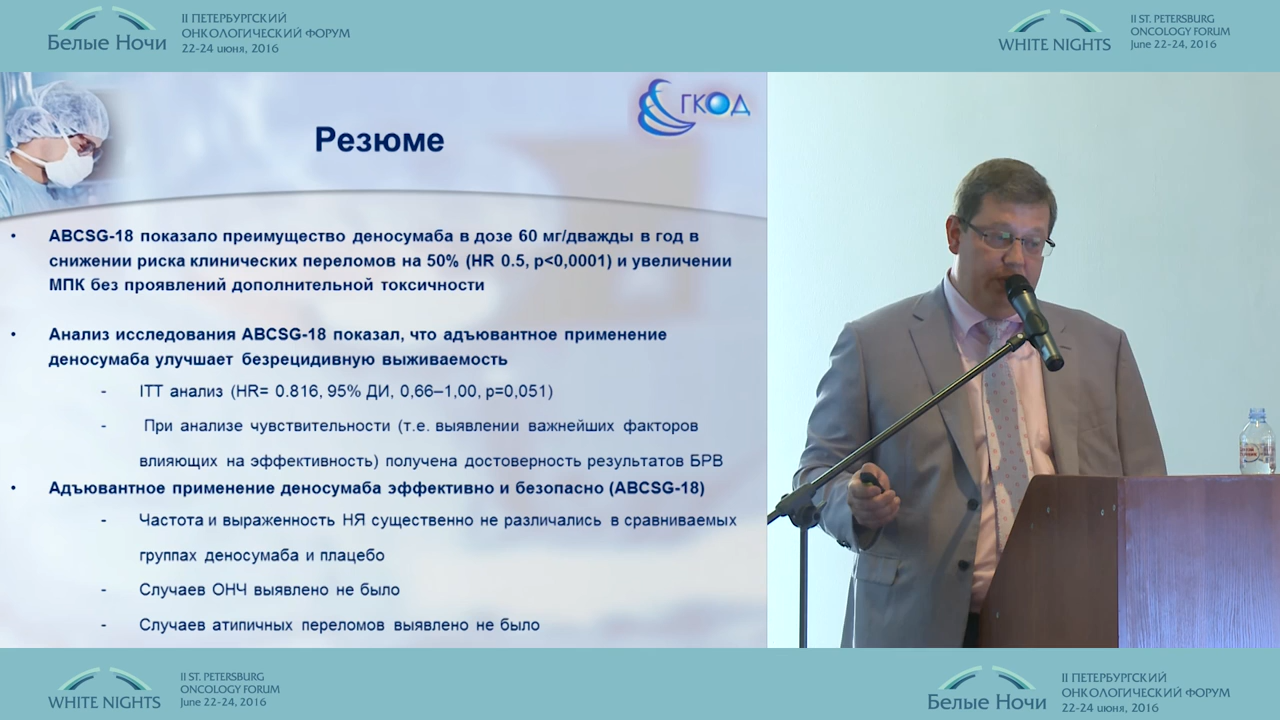 Белые Ночи
II ПЕТЕРБУРГСКИЙ
ОНКОЛОГИЧЕСКИЙ ФОРУМ
22-24 июня, 2016
WHITE NIGHTS
II ST. PETERSBURG
ONCOLOGY FORUM
June 22-24, 2016
ГКОД
Резюме
• ABCSG-18 показало преимущество деносумаба в дозе 60 мг/дважды в год в
снижении риска клинических переломов на 50% (HR 0.5, p<0,0001) и увеличении
МПК без проявлений дополнительной токсичности
• Анализ исследования ABCSG-18 показал, что адъювантное применение
деносумаба улучшает безрецидивную выживаемость
- ITT анализ (HR= 0.816, 95% ДИ, 0,66–1,00, p=0,051)
- При анализе чувствительности (т.е. выявлении важнейших факторов
влияющих на эффективность) получена достоверность результатов БРВ
• Адъювантное применение деносумаба эффективно и безопасно (ABCSG-18)
- Частота и выраженность НЯ существенно не различались в сравниваемых
группах деносумаба и плацебо
- Случаев ОНЧ выявлено не было
- Случаев атипичных переломов выявлено не было
WHITE NIGHTS
II ST. PETERSBURG
ONCOLOGY FORUM
June 22-24, 2016
Белые Ночи
II ПЕТЕРБУРГСКИЙ
ОНКОЛОГИЧЕСКИЙ ФОРУМ
22-24 июня, 2016